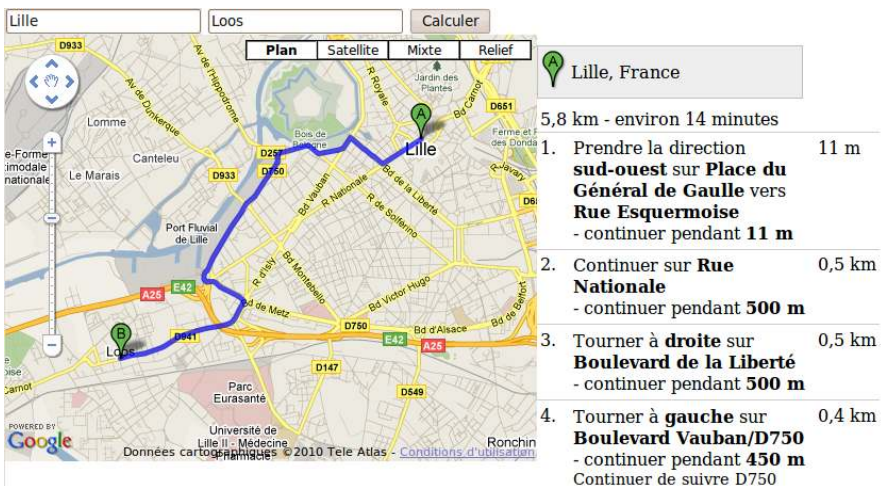 Lille
Loos
Calculer
Plan
Satellite
Mixte
Relief
D933
Av de l'Hippodrome
Av de Dunkerque
R Royale
Jardin des
Plantes
Bd Carnot
D651
A
Lille
Lomme
Canteleu
Le Marais
Bois de
D257
D750
D933
Bd Vauban
R Nationale
Bd de la Liberté
R de Solferino
R. Javary
Port Fluvial
de Lille
R d'Isly
Bd Montebello
Bd Victor Hugo
Bd de Belfort
A25
E42
Bd de Metz
D750
Bd d'Alsace
E42
A25
B
Loos
D941
D147
D549
Carnot
Parc
Eurasanté
Université de
Lille II - Médecine
Pharmacie
Ronchin
POWERED BY
Google
Données cartographiques ©2010 Tele Atlas - Conditions d'utilisation
A
Lille, France
5,8 km - environ 14 minutes
1. Prendre la direction 11 m
sud-ouest sur Place du
Général de Gaulle vers
Rue Esquermoise
- continuer pendant 11 m
2. Continuer sur Rue 0,5 km
Nationale
- continuer pendant 500 m
3. Tourner à droite sur 0,5 km
Boulevard de la Liberté
- continuer pendant 500 m
4. Tourner à gauche sur 0,4 km
Boulevard Vauban/D750
- continuer pendant 450 m
Continuer de suivre D750